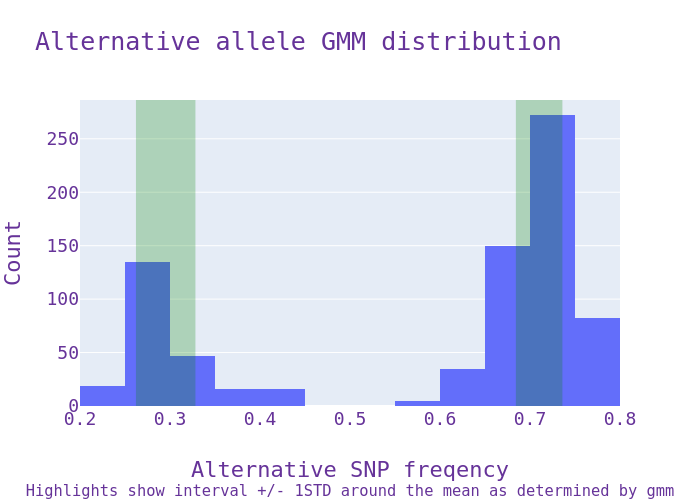 Alternative allele GMM distribution
250
200
150
100
50
0
Count
0.2 0.3 0.4 0.5 0.6 0.7 0.8
Alternative SNP freqency
Highlights show interval +/- 1STD around the mean as determined by gmm